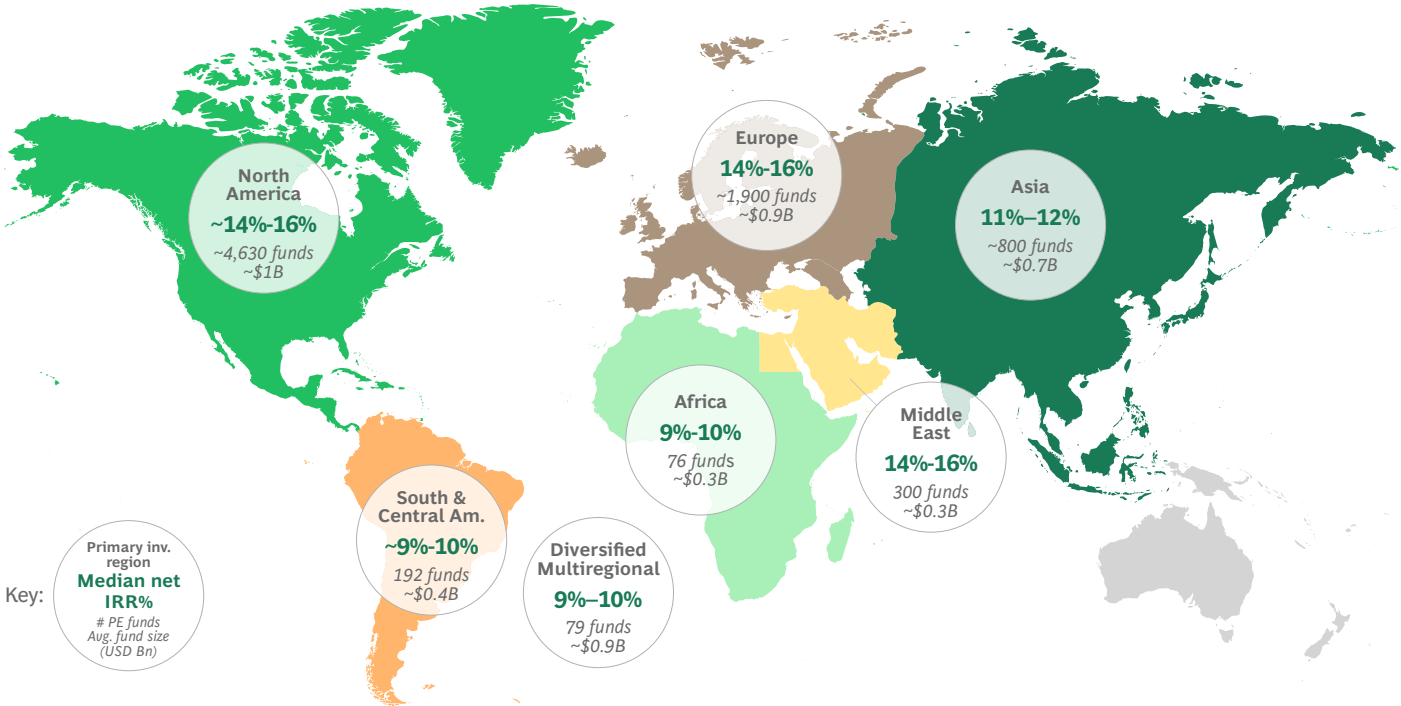 North
America
~14%-16%
~4,630 funds
~$1B
Europe
14%-16%
~1,900 funds
~$0.9B
Asia
11%–12%
~800 funds
~$0.7B
Africa
9%-10%
76 funds
~$0.3B
Middle
East
14%-16%
300 funds
~$0.3B
South &
Central Am.
~9%-10%
192 funds
~$0.4B
Diversified
Multiregional
9%–10%
79 funds
~$0.9B
Key:
Primary inv.
region
Median net
IRR%
# PE funds
Avg. fund size
(USD Bn)